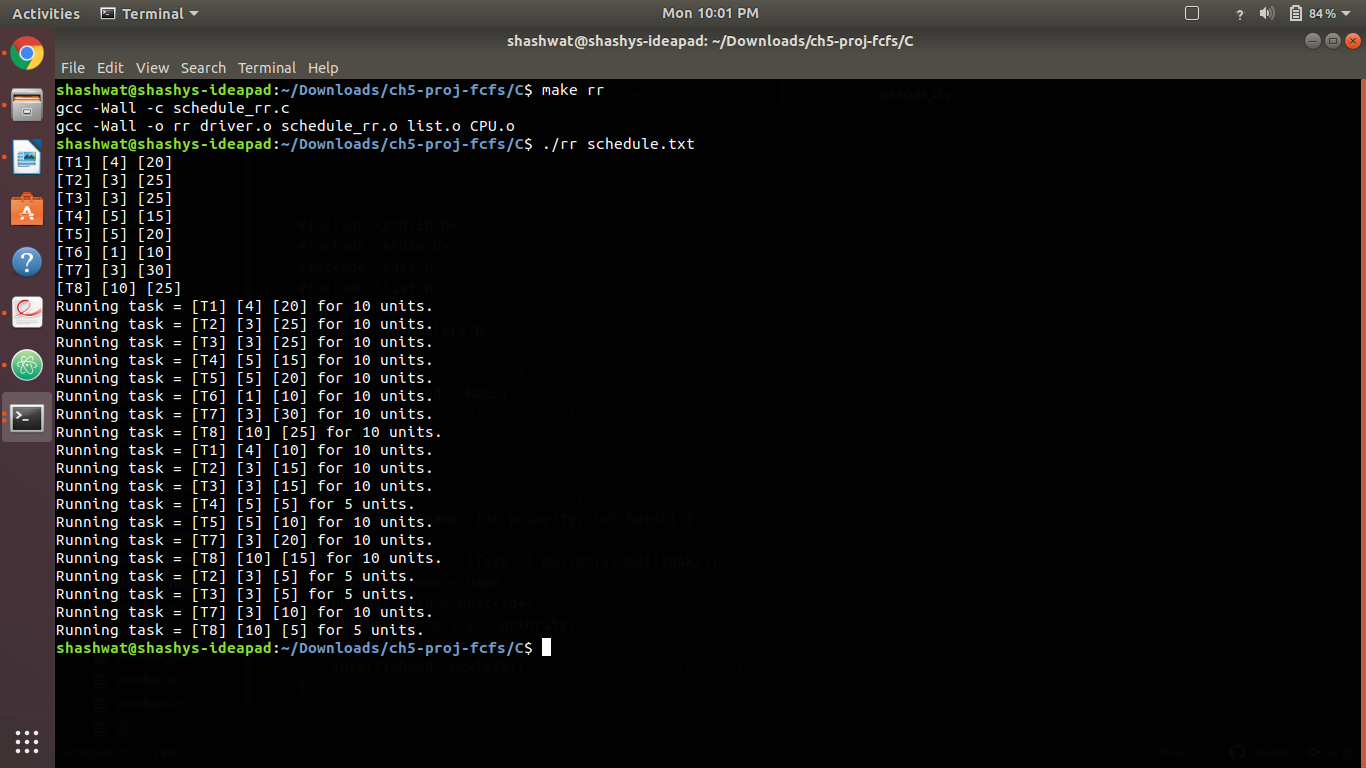 Activities Terminal Mon 10:01 PM ? 84%
shashwat@shashys-ideapad: ~/Downloads/ch5-proj-fcfs/C
File Edit View Search Terminal Help
shashwat@shashys-ideapad:~/Downloads/ch5-proj-fcfs/C$ make rr
gcc -Wall -c schedule_rr.c
gcc -Wall -o rr driver.o schedule_rr.o list.o CPU.o
shashwat@shashys-ideapad:~/Downloads/ch5-proj-fcfs/C$ ./rr schedule.txt
[T1] [4] [20]
[T2] [3] [25]
[T3] [3] [25]
[T4] [5] [15]
[T5] [5] [20]
[T6] [1] [10]
[T7] [3] [30]
[T8] [10] [25]
Running task = [T1] [4] [20] for 10 units.
Running task = [T2] [3] [25] for 10 units.
Running task = [T3] [3] [25] for 10 units.
Running task = [T4] [5] [15] for 10 units.
Running task = [T5] [5] [20] for 10 units.
Running task = [T6] [1] [10] for 10 units.
Running task = [T7] [3] [30] for 10 units.
Running task = [T8] [10] [25] for 10 units.
Running task = [T1] [4] [10] for 10 units.
Running task = [T2] [3] [15] for 10 units.
Running task = [T3] [3] [15] for 10 units.
Running task = [T4] [5] [5] for 5 units.
Running task = [T5] [5] [10] for 10 units.
Running task = [T7] [3] [20] for 10 units.
Running task = [T8] [10] [15] for 10 units.
Running task = [T2] [3] [5] for 5 units.
Running task = [T3] [3] [5] for 5 units.
Running task = [T7] [3] [10] for 10 units.
Running task = [T8] [10] [5] for 5 units.
shashwat@shashys-ideapad:~/Downloads/ch5-proj-fcfs/C$